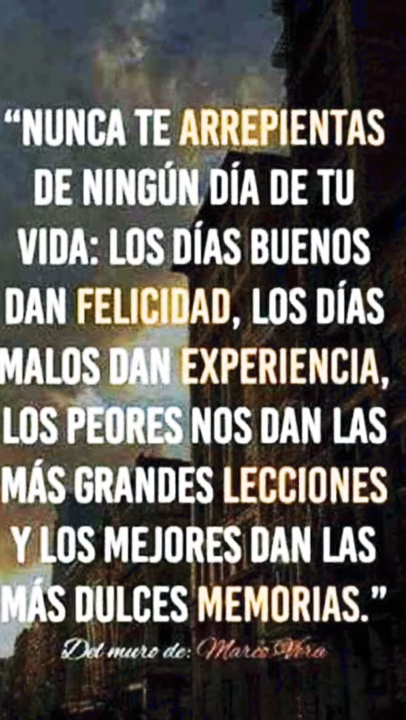 “NUNCA TE ARREPIENTAS
DE NINGÚN DÍA DE TU
VIDA: LOS DÍAS BUENOS
DAN FELICIDAD, LOS DÍAS
MALOS DAN EXPERIENCIA,
LOS PEORES NOS DAN LAS
MÁS GRANDES LECCIONES
Y LOS MEJORES DAN LAS
MÁS DULCES MEMORIAS.”
Del muro de: Marco Vera